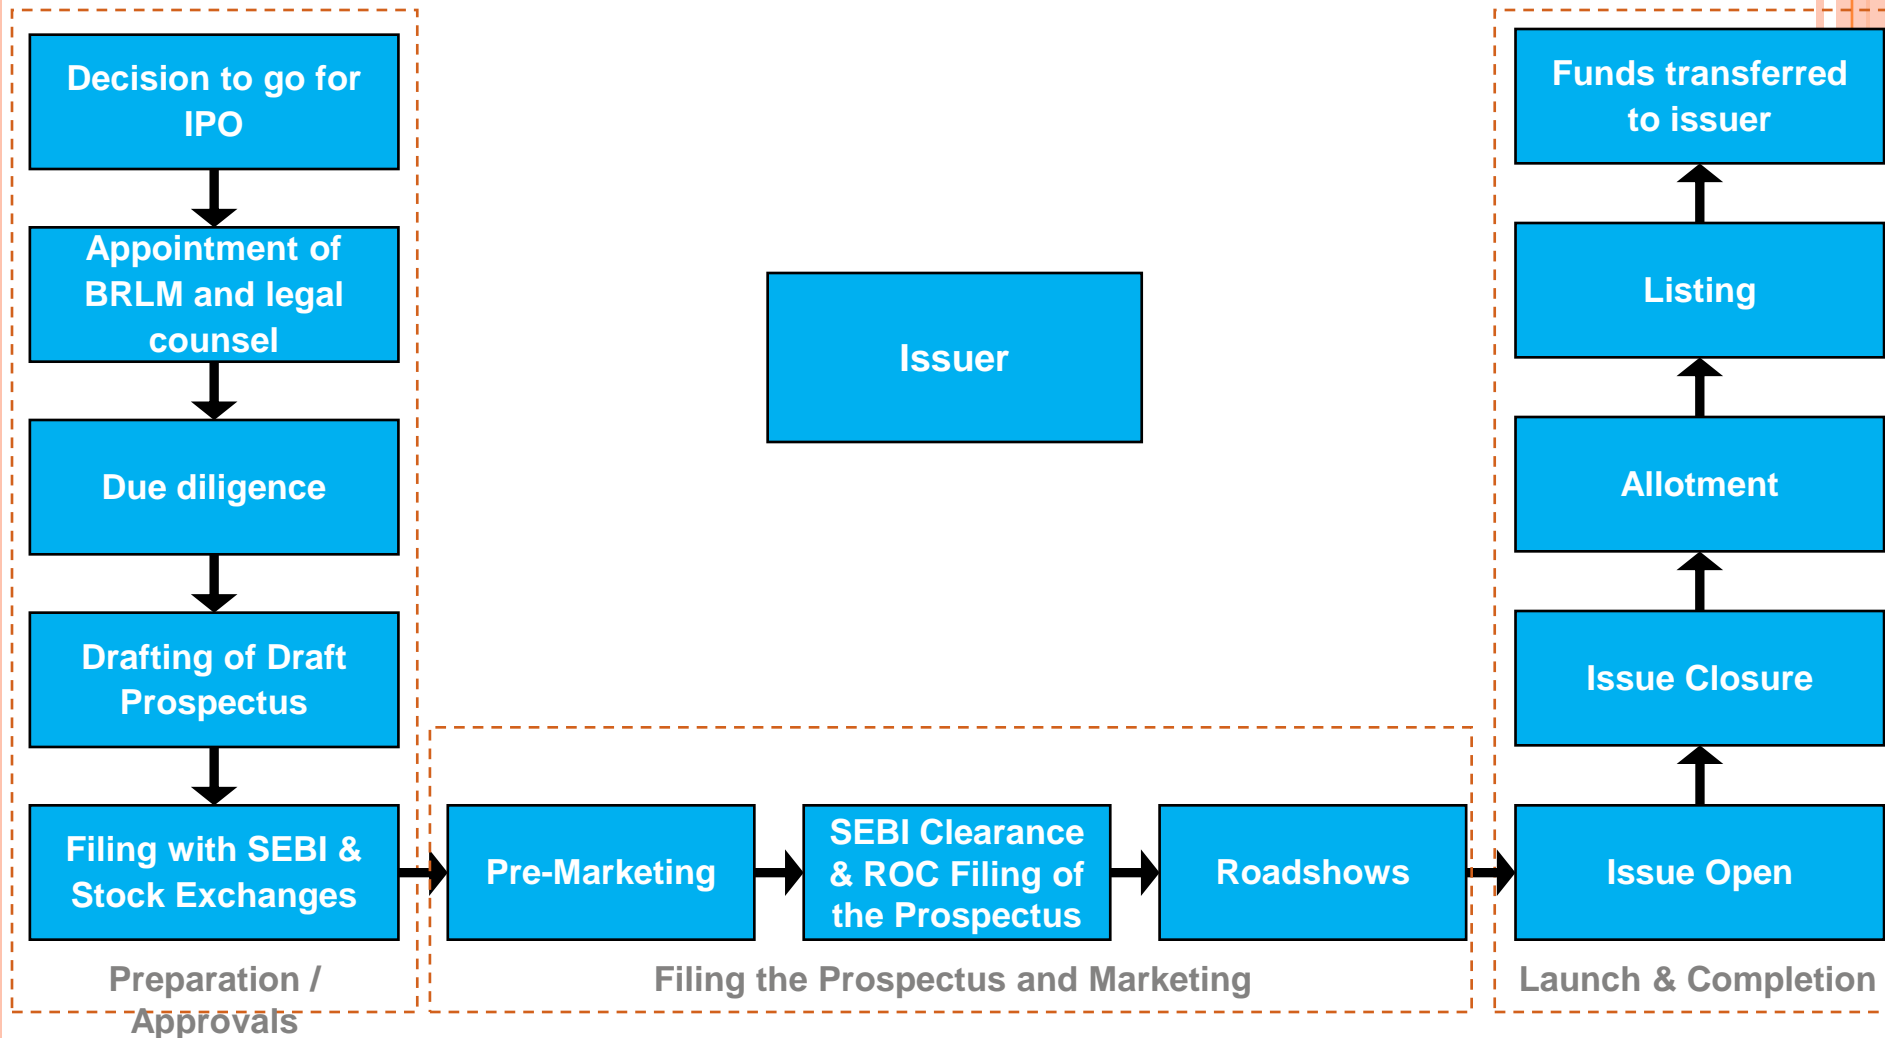 Decision to go for
IPO
Appointment of
BRLM and legal
counsel
Due diligence
Drafting of Draft
Prospectus
Filing with SEBI &
Stock Exchanges
Preparation /
Approvals
Issuer
Pre-Marketing
SEBI Clearance
& ROC Filing of
the Prospectus
Roadshows
Filing the Prospectus and Marketing
Funds transferred
to issuer
Listing
Allotment
Issue Closure
Issue Open
Launch & Completion